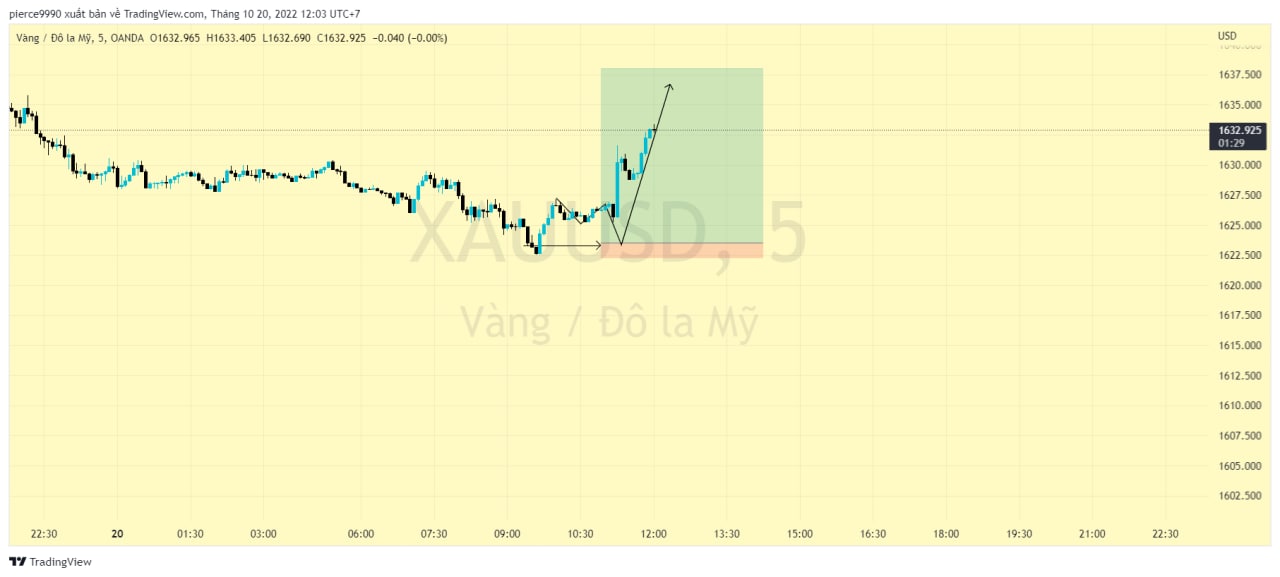 pierce9990 xuất bản về TradingView.com, Tháng 10 20, 2022 12:03 UTC+7
Vàng / Đô la Mỹ, 5, OANDA O1632.965 H1633.405 L1632.690 C1632.925 −0.040 (−0.00%)
USD
1640.000
1637.500
1635.000
1632.925
01:29
1630.000
1627.500
1625.000
1622.500
1620.000
1617.500
1615.000
1612.500
1610.000
1607.500
1605.000
1602.500
XAUUSD, 5
Vàng / Đô la Mỹ
22:30 20 01:30 03:00 06:00 07:30 09:00 10:30 12:00 13:30 15:00 16:30 18:00 19:30 21:00 22:30
TradingView